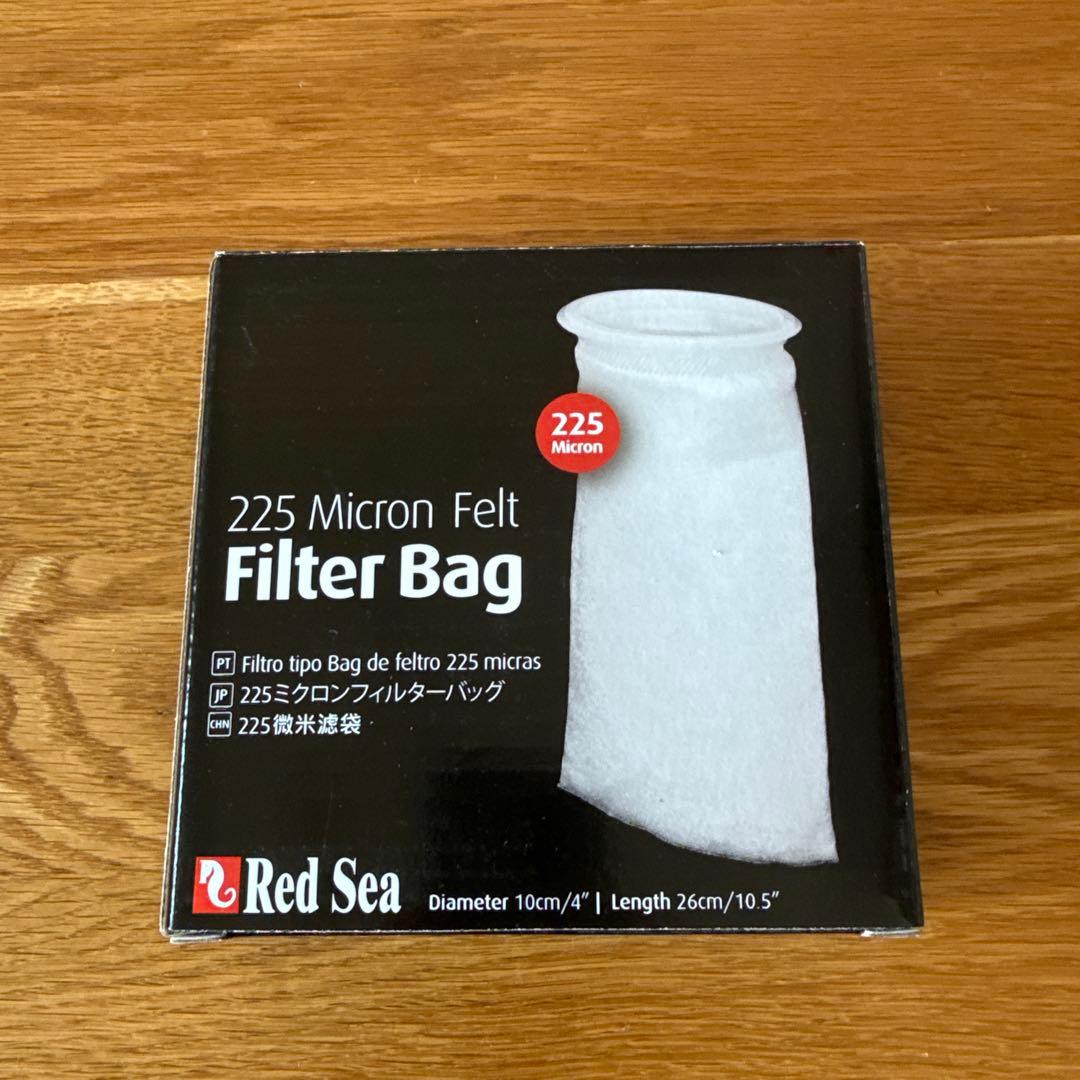 225
Micron
225 Micron Felt
Filter Bag
PT Filtro tipo Bag de feltro 225 micras
JP 225ミクロンフィルターバッグ
CHN 225微米滤袋
Red Sea
Diameter 10cm/4" | Length 26cm/10.5"